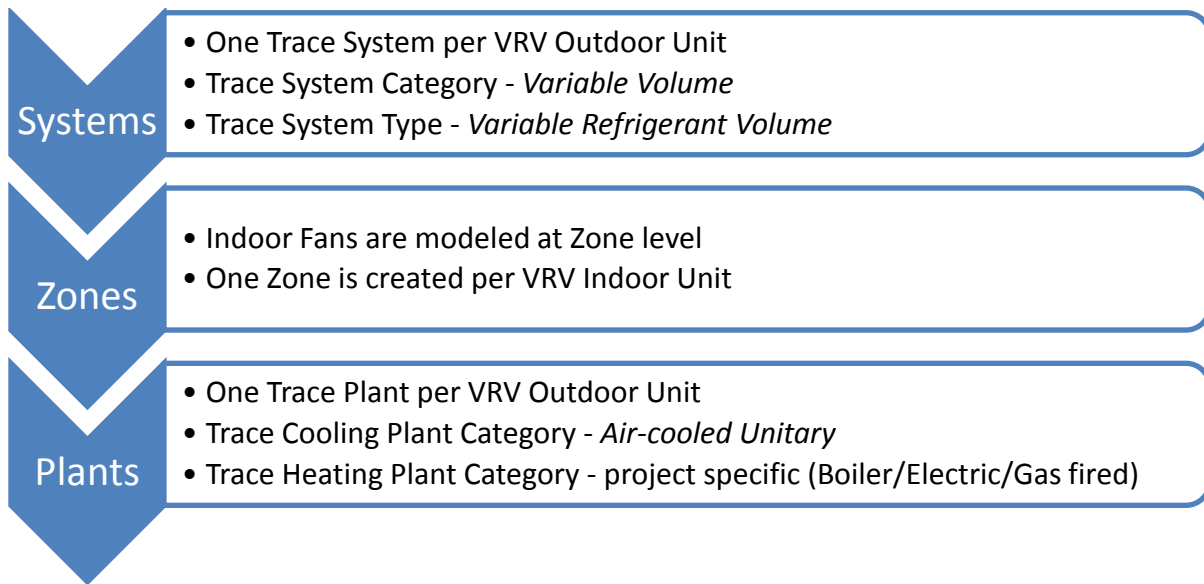 Systems
• One Trace System per VRV Outdoor Unit
• Trace System Category - Variable Volume
• Trace System Type - Variable Refrigerant Volume
Zones
• Indoor Fans are modeled at Zone level
• One Zone is created per VRV Indoor Unit
Plants
• One Trace Plant per VRV Outdoor Unit
• Trace Cooling Plant Category - Air-cooled Unitary
• Trace Heating Plant Category - project specific (Boiler/Electric/Gas fired)